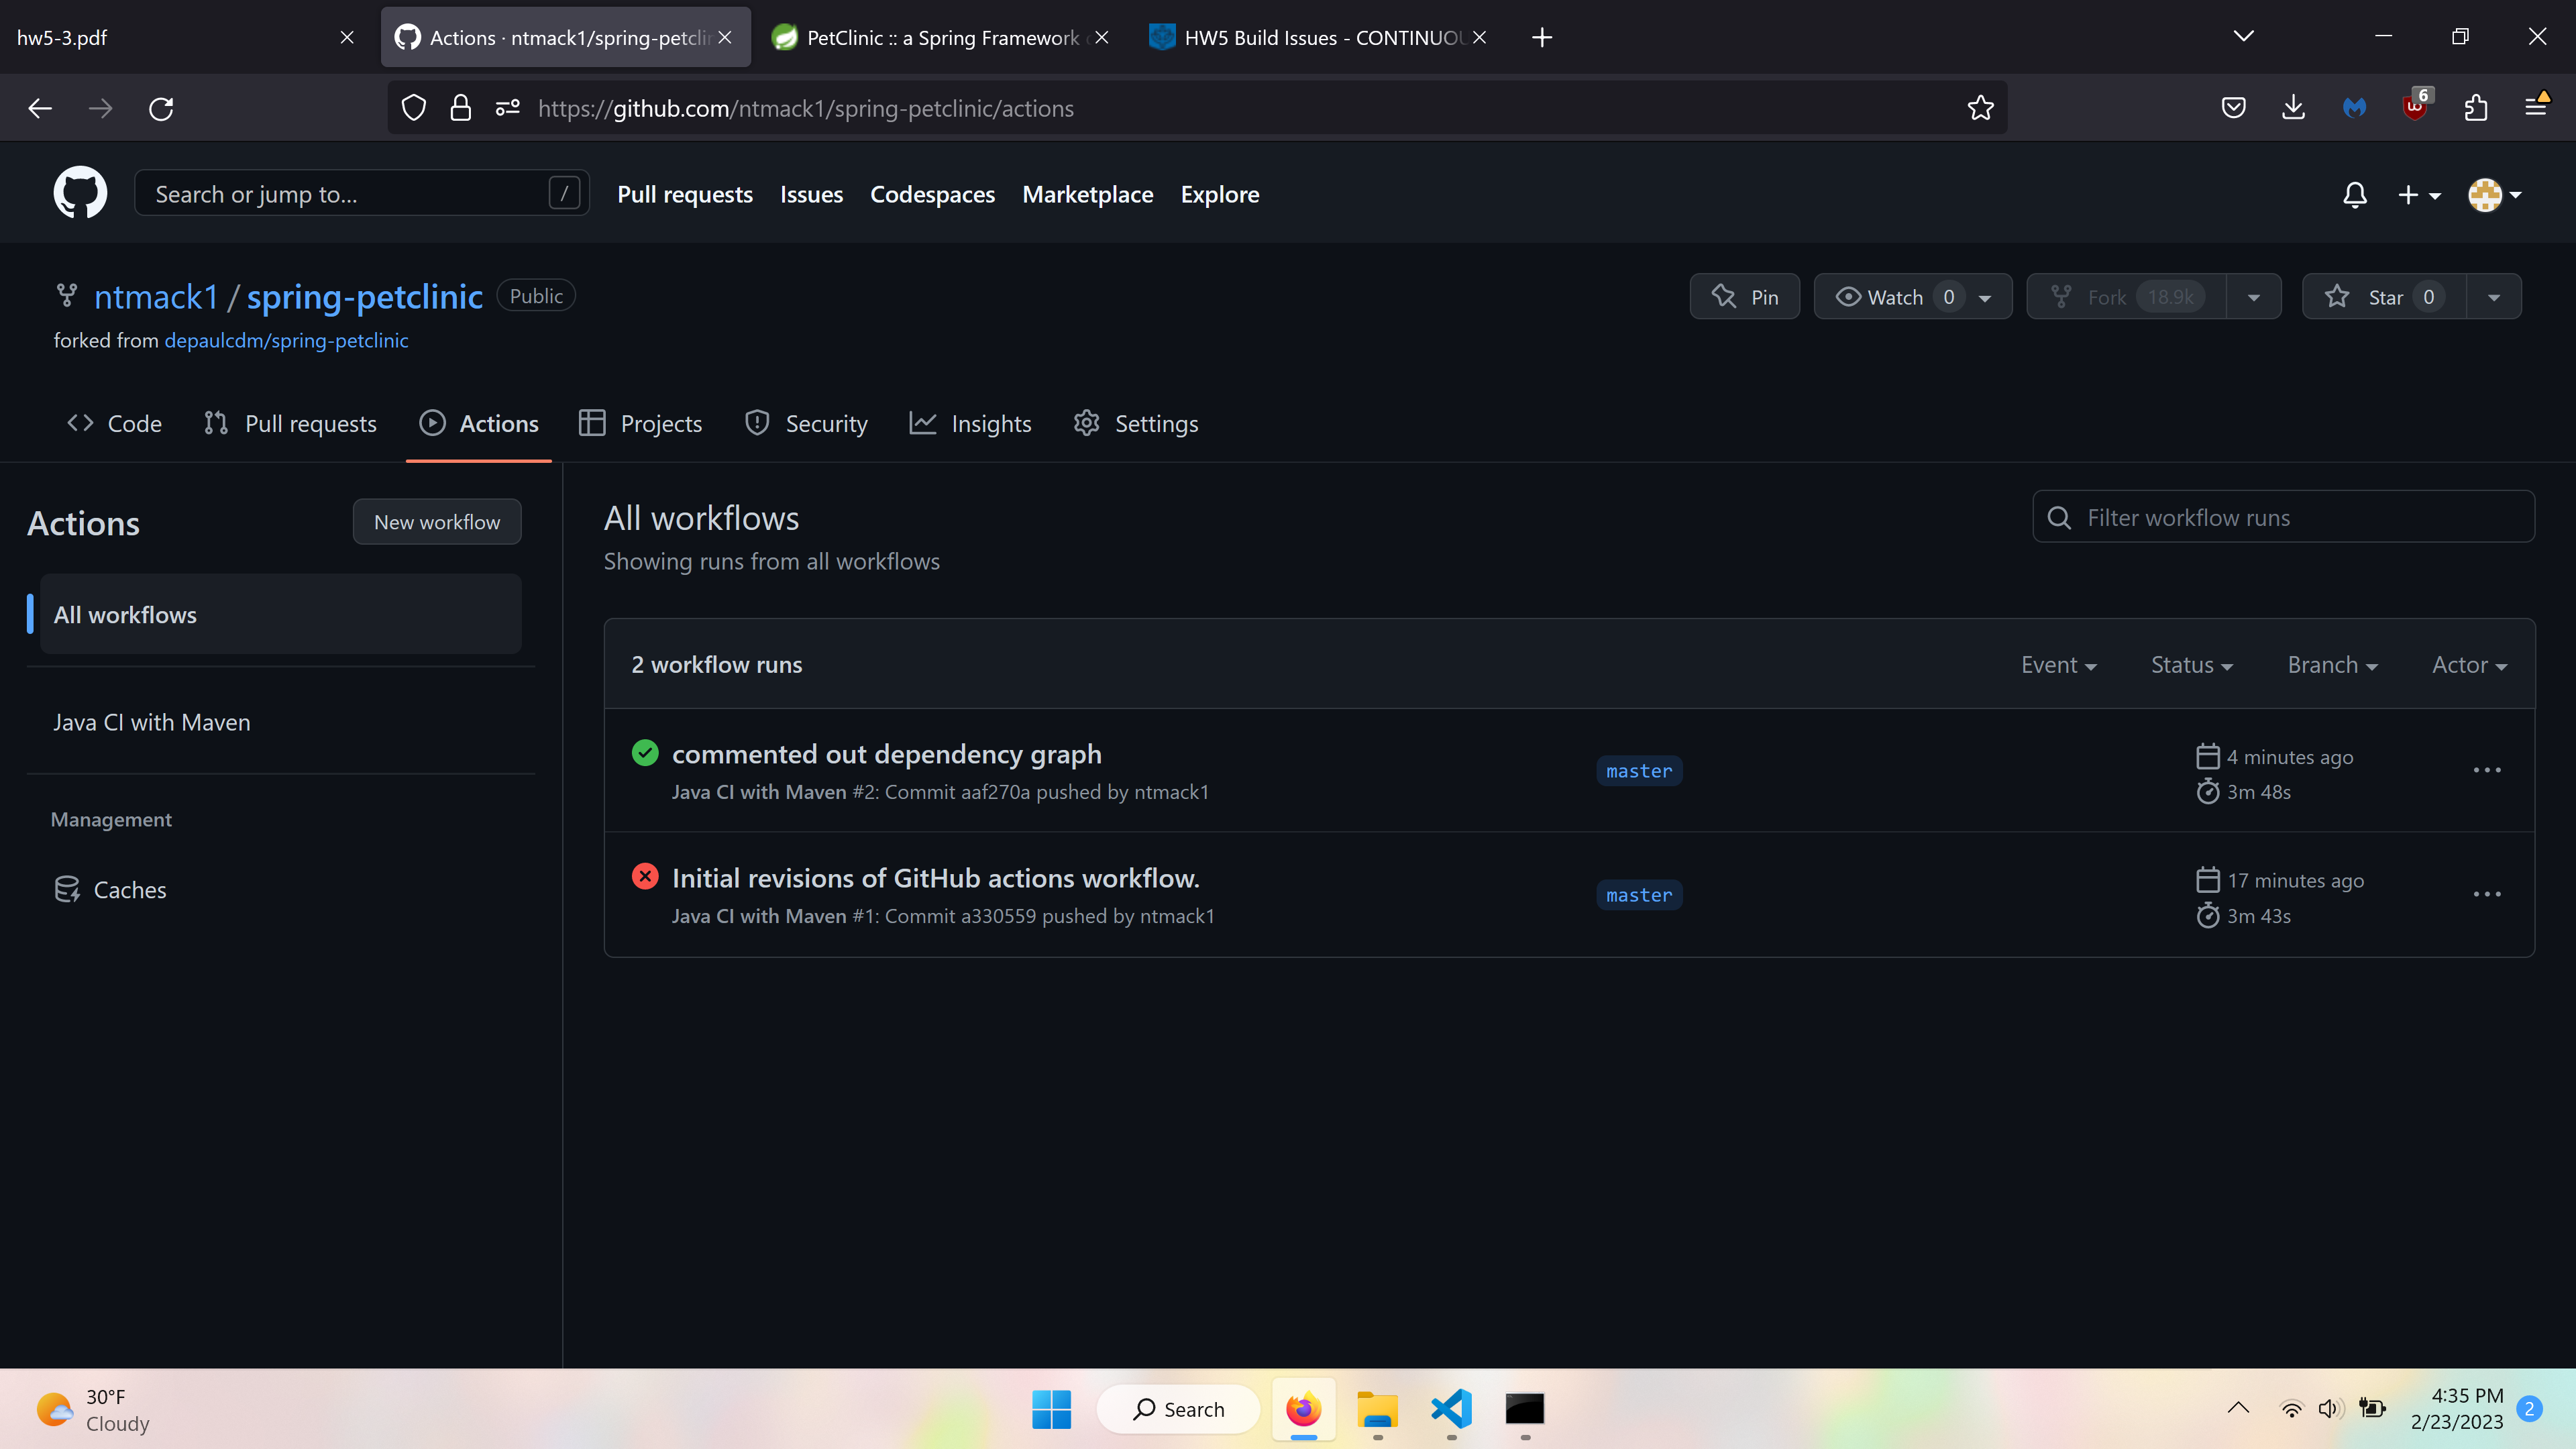 hw5-3.pdf
Actions · ntmack1/spring-petclin
PetClinic :: a Spring Framework
HW5 Build Issues - CONTINUOU
https://github.com/ntmack1/spring-petclinic/actions
6
Search or jump to...
/
Pull requests
Issues
Codespaces
Marketplace
Explore
ntmack1 / spring-petclinic
Public
Pin
Watch 0
Fork 18.9k
Star 0
forked from depaulcdm/spring-petclinic
Code
Pull requests
Actions
Projects
Security
Insights
Settings
Actions
New workflow
All workflows
Java CI with Maven
Management
Caches
All workflows
Showing runs from all workflows
Filter workflow runs
2 workflow runs
Event
Status
Branch
Actor
commented out dependency graph
Java CI with Maven #2: Commit aaf270a pushed by ntmack1
master
4 minutes ago
3m 48s
Initial revisions of GitHub actions workflow.
Java CI with Maven #1: Commit a330559 pushed by ntmack1
master
17 minutes ago
3m 43s
30°F
Cloudy
Search
4:35 PM
2/23/2023
2